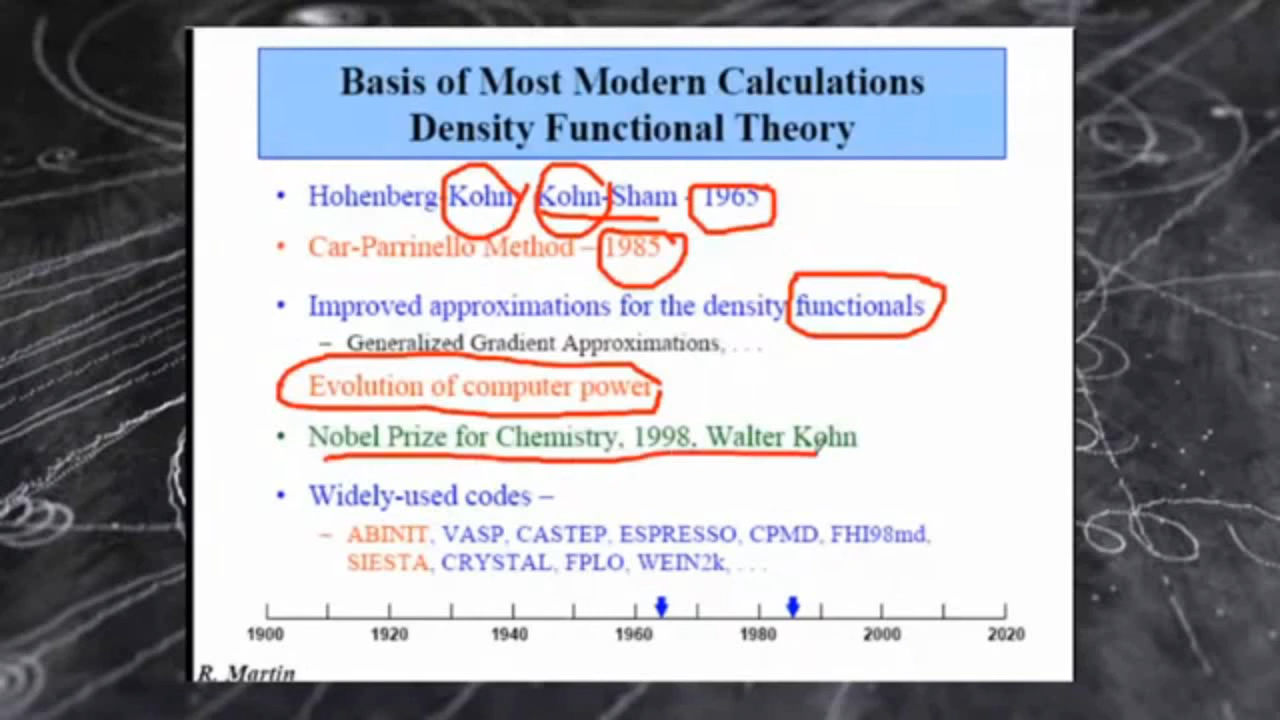 Basis of Most Modern Calculations
Density Functional Theory
• Hohenberg-Kohn; Kohn-Sham - 1965
• Car-Parrinello Method – 1985
• Improved approximations for the density functionals
– Generalized Gradient Approximations, . . .
Evolution of computer power
• Nobel Prize for Chemistry, 1998, Walter Kohn
• Widely-used codes –
– ABINIT, VASP, CASTEP, ESPRESSO, CPMD, FHI98md,
SIESTA, CRYSTAL, FPLO, WEIN2k, . . .
1900 1920 1940 1960 1980 2000 2020
R. Martin